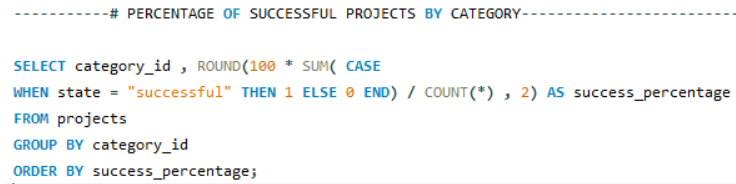 -----------# PERCENTAGE OF SUCCESSFUL PROJECTS BY CATEGORY-------------------------
SELECT category_id , ROUND(100 * SUM( CASE
WHEN state = "successful" THEN 1 ELSE 0 END) / COUNT(*) , 2) AS success_percentage
FROM projects
GROUP BY category_id
ORDER BY success_percentage;